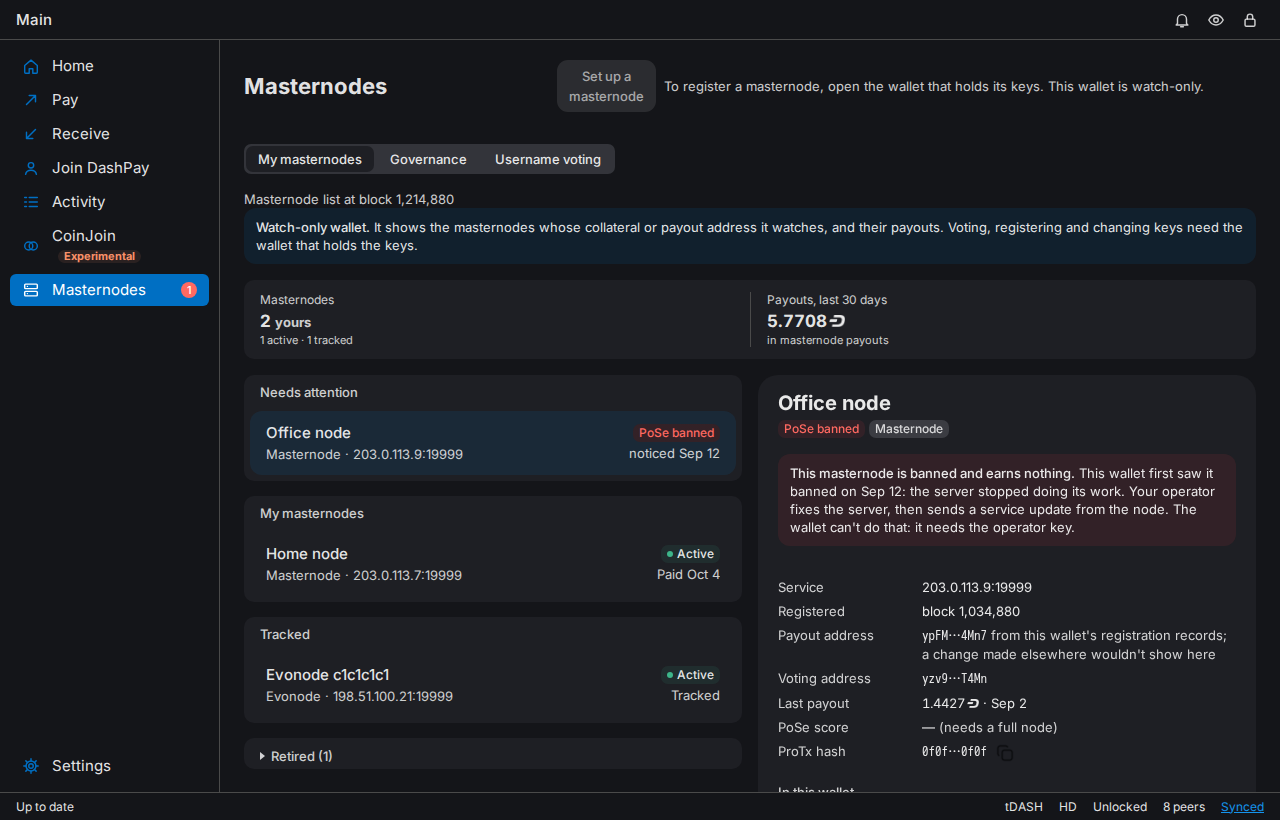 Main
Home
Pay
Receive
Join DashPay
Activity
CoinJoin
Experimental
Masternodes 1
Settings
Masternodes
Set up a
masternode
To register a masternode, open the wallet that holds its keys. This wallet is watch-only.
My masternodes Governance Username voting
Masternode list at block 1,214,880
Watch-only wallet. It shows the masternodes whose collateral or payout address it watches, and their payouts. Voting, registering and changing keys need the
wallet that holds the keys.
Masternodes
2 yours
1 active · 1 tracked
Payouts, last 30 days
5.7708
in masternode payouts
Needs attention
Office node PoSe banned
Masternode · 203.0.113.9:19999 noticed Sep 12
My masternodes
Home node Active
Masternode · 203.0.113.7:19999 Paid Oct 4
Tracked
Evonode c1c1c1c1 Active
Evonode · 198.51.100.21:19999 Tracked
Retired (1)
Office node
PoSe banned Masternode
This masternode is banned and earns nothing. This wallet first saw it
banned on Sep 12: the server stopped doing its work. Your operator
fixes the server, then sends a service update from the node. The
wallet can't do that: it needs the operator key.
Service 203.0.113.9:19999
Registered block 1,034,880
Payout address ypFM⋯4Mn7 from this wallet's registration records;
a change made elsewhere wouldn't show here
Voting address yzv9⋯T4Mn
Last payout 1.4427 · Sep 2
PoSe score — (needs a full node)
ProTx hash 0f0f⋯0f0f
In this wallet
Up to date tDASH HD Unlocked 8 peers Synced